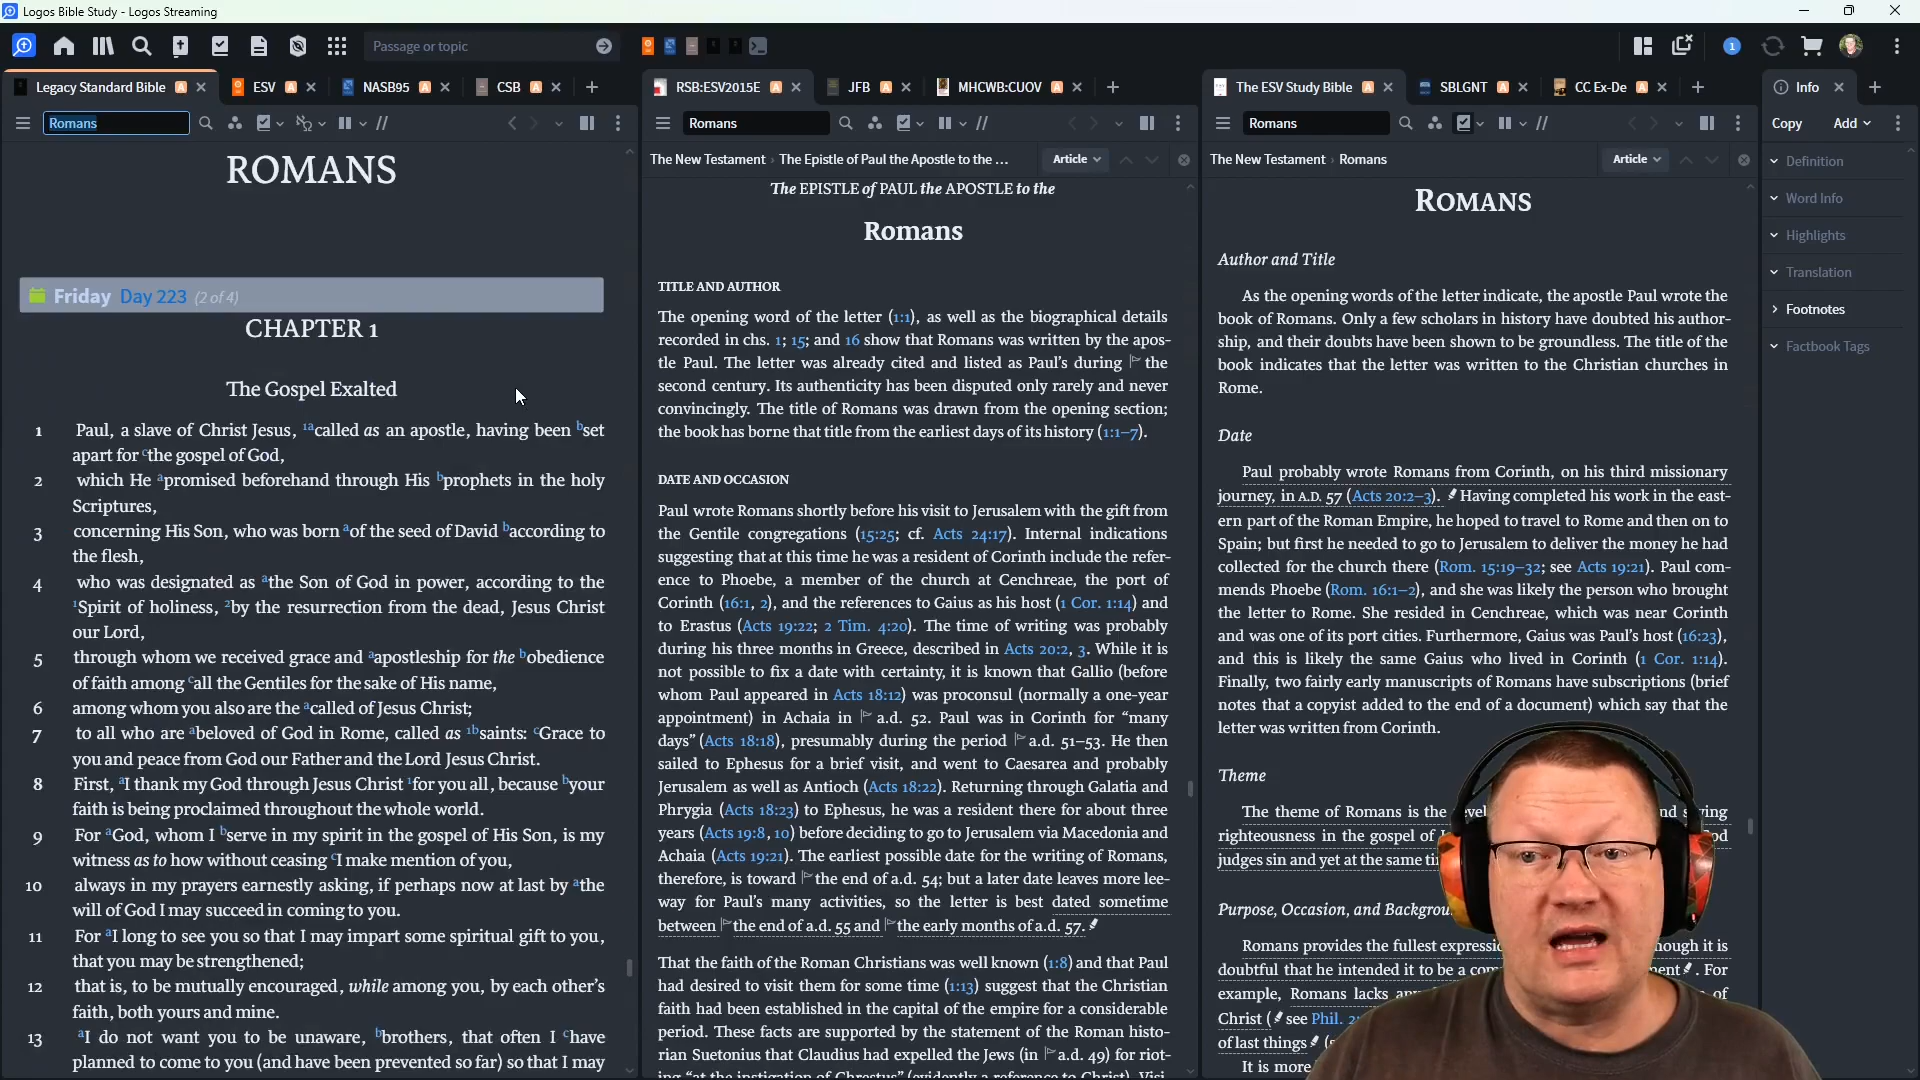 Logos Bible Study - Logos Streaming
Passage or topic
1
Legacy Standard Bible A
ESV A
NASB95 A
CSB A
Romans
ROMANS
Friday Day 223 (2 of 4)
CHAPTER 1
The Gospel Exalted
1 Paul, a slave of Christ Jesus, 1acalled as an apostle, having been bset
apart for cthe gospel of God,
2 which He apromised beforehand through His bprophets in the holy
Scriptures,
3 concerning His Son, who was born aof the seed of David baccording to
the flesh,
4 who was designated as athe Son of God in power, according to the
1Spirit of holiness, 2by the resurrection from the dead, Jesus Christ
our Lord,
5 through whom we received grace and aapostleship for the bobedience
of faith among call the Gentiles for the sake of His name,
6 among whom you also are the acalled of Jesus Christ;
7 to all who are abeloved of God in Rome, called as 1bsaints: cGrace to
you and peace from God our Father and the Lord Jesus Christ.
8 First, aI thank my God through Jesus Christ 1for you all, because byour
faith is being proclaimed throughout the whole world.
9 For aGod, whom I bserve in my spirit in the gospel of His Son, is my
witness as to how without ceasing cI make mention of you,
10 always in my prayers earnestly asking, if perhaps now at last by athe
will of God I may succeed in coming to you.
11 For aI long to see you so that I may impart some spiritual gift to you,
that you may be strengthened;
12 that is, to be mutually encouraged, while among you, by each other’s
faith, both yours and mine.
13 aI do not want you to be unaware, bbrothers, that often I chave
planned to come to you (and have been prevented so far) so that I may
RSB:ESV2015E A
JFB A
MHCWB:CUOV A
Romans
The New Testament › The Epistle of Paul the Apostle to the ...
Article
The EPISTLE of PAUL the APOSTLE to the
Romans
TITLE AND AUTHOR
The opening word of the letter (1:1), as well as the biographical details
recorded in chs. 1; 15; and 16 show that Romans was written by the apos-
tle Paul. The letter was already cited and listed as Paul’s during the
second century. Its authenticity has been disputed only rarely and never
convincingly. The title of Romans was drawn from the opening section;
the book has borne that title from the earliest days of its history (1:1–7).
DATE AND OCCASION
Paul wrote Romans shortly before his visit to Jerusalem with the gift from
the Gentile congregations (15:25; cf. Acts 24:17). Internal indications
suggesting that at this time he was a resident of Corinth include the refer-
ence to Phoebe, a member of the church at Cenchreae, the port of
Corinth (16:1, 2), and the references to Gaius as his host (1 Cor. 1:14) and
to Erastus (Acts 19:22; 2 Tim. 4:20). The time of writing was probably
during his three months in Greece, described in Acts 20:2, 3. While it is
not possible to fix a date with certainty, it is known that Gallio (before
whom Paul appeared in Acts 18:12) was proconsul (normally a one-year
appointment) in Achaia in a.d. 52. Paul was in Corinth for “many
days” (Acts 18:18), presumably during the period a.d. 51–53. He then
sailed to Ephesus for a brief visit, and went to Caesarea and probably
Jerusalem as well as Antioch (Acts 18:22). Returning through Galatia and
Phrygia (Acts 18:23) to Ephesus, he was a resident there for about three
years (Acts 19:8, 10) before deciding to go to Jerusalem via Macedonia and
Achaia (Acts 19:21). The earliest possible date for the writing of Romans,
therefore, is toward the end of a.d. 54; but a later date leaves more lee-
way for Paul’s many activities, so the letter is best dated sometime
between the end of a.d. 55 and the early months of a.d. 57.
That the faith of the Roman Christians was well known (1:8) and that Paul
had desired to visit them for some time (1:13) suggest that the Christian
faith had been established in the capital of the empire for a considerable
period. These facts are supported by the statement of the Roman histo-
rian Suetonius that Claudius had expelled the Jews (in a.d. 49) for riot-
ing “at the instigation of Chrestus” (evidently a reference to Christ). Visi-
The ESV Study Bible A
SBLGNT A
CC Ex-De A
Romans
The New Testament › Romans
Article
ROMANS
Author and Title
As the opening words of the letter indicate, the apostle Paul wrote the
book of Romans. Only a few scholars in history have doubted his author-
ship, and their doubts have been shown to be groundless. The title of the
book indicates that the letter was written to the Christian churches in
Rome.
Date
Paul probably wrote Romans from Corinth, on his third missionary
journey, in A.D. 57 (Acts 20:2–3). Having completed his work in the east-
ern part of the Roman Empire, he hoped to travel to Rome and then on to
Spain; but first he needed to go to Jerusalem to deliver the money he had
collected for the church there (Rom. 15:19–32; see Acts 19:21). Paul com-
mends Phoebe (Rom. 16:1–2), and she was likely the person who brought
the letter to Rome. She resided in Cenchreae, which was near Corinth
and was one of its port cities. Furthermore, Gaius was Paul’s host (16:23),
and this is likely the same Gaius who lived in Corinth (1 Cor. 1:14).
Finally, two fairly early manuscripts of Romans have subscriptions (brief
notes that a copyist added to the end of a document) which say that the
letter was written from Corinth.
Theme
The theme of Romans is the
righteousness in the gospel of
judges sin and yet at the same
Purpose, Occasion, and
Romans provides the fullest
doubtful that he intended it to be a . For
example, Romans lacks of
Christ ( see Phil.
of last things
It is more
Info
Copy Add
Definition
Word Info
Highlights
Translation
Footnotes
Factbook Tags